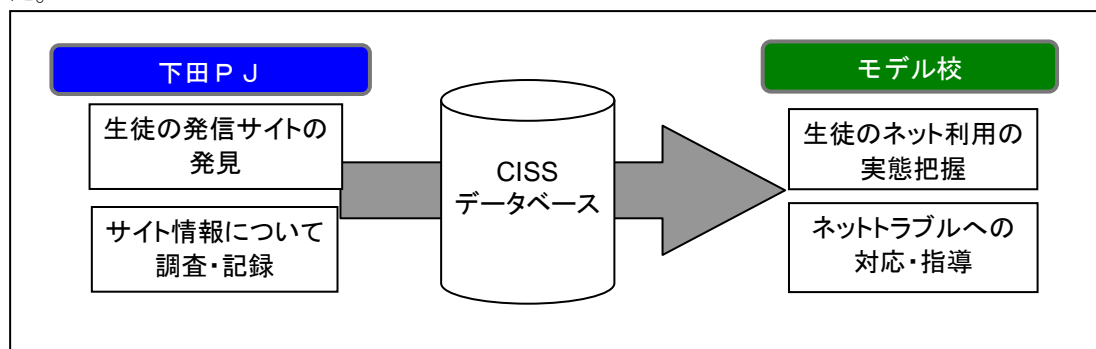 下田ＰＪ
生徒の発信サイトの
発見
サイト情報について
調査・記録
CISS
データベース
モデル校
生徒のネット利用の
実態把握
ネットトラブルへの
対応・指導